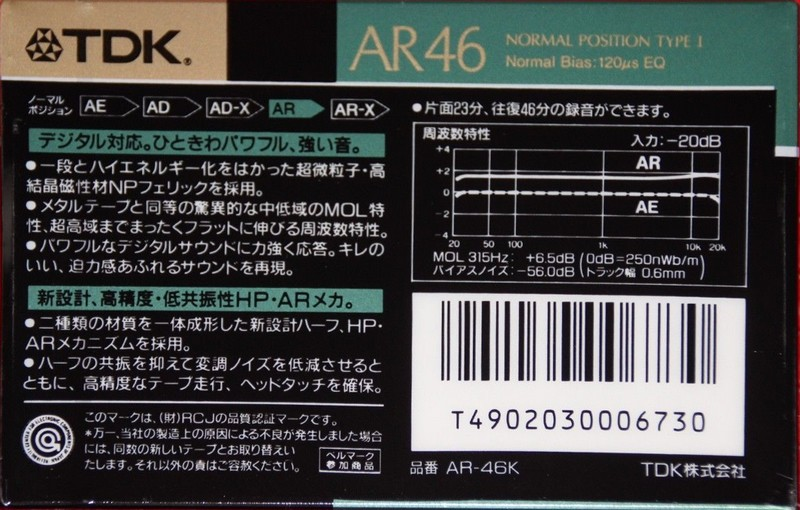 TDK®
AR46
NORMAL POSITION TYPE I
Normal Bias:120µs EQ
ノーマル
ポジション
AE
AD
AD-X
AR
AR-X
デジタル対応。ひときわパワフル、強い音。
●一段とハイエネルギー化をはかった超微粒子・高
結晶磁性材NPフェリックを採用。
●メタルテープと同等の驚異的な中低域のMOL特
性、超高域までまったくフラットに伸びる周波数特性。
●パワフルなデジタルサウンドに力強く応答。キレの
いい、迫力感あふれるサウンドを再現。
新設計、高精度・低共振性HP・ARメカ。
●二種類の材質を一体成形した新設計ハーフ、HP・
ARメカニズムを採用。
●ハーフの共振を抑えて変調ノイズを低減させると
ともに、高精度なテープ走行、ヘッドタッチを確保。
このマークは、(財)RCJの品質認証マークです。
*万一、当社の製造上の原因による不良が発生しました場合
には、同数の新しいテープとお取り替えい
たします。それ以外の責はご容赦ください。
ベルマーク
参加商品
●片面23分、往復46分の録音ができます。
周波数特性
入力:−20dB
+4
+2
0
−2
−4
AR
AE
20
50
100
1k
10k
20k
MOL 315Hz: +6.5dB (0dB=250nWb/m)
バイアスノイズ: −56.0dB (トラック幅 0.6mm)
T4902030006730
品番 AR-46K
TDK株式会社